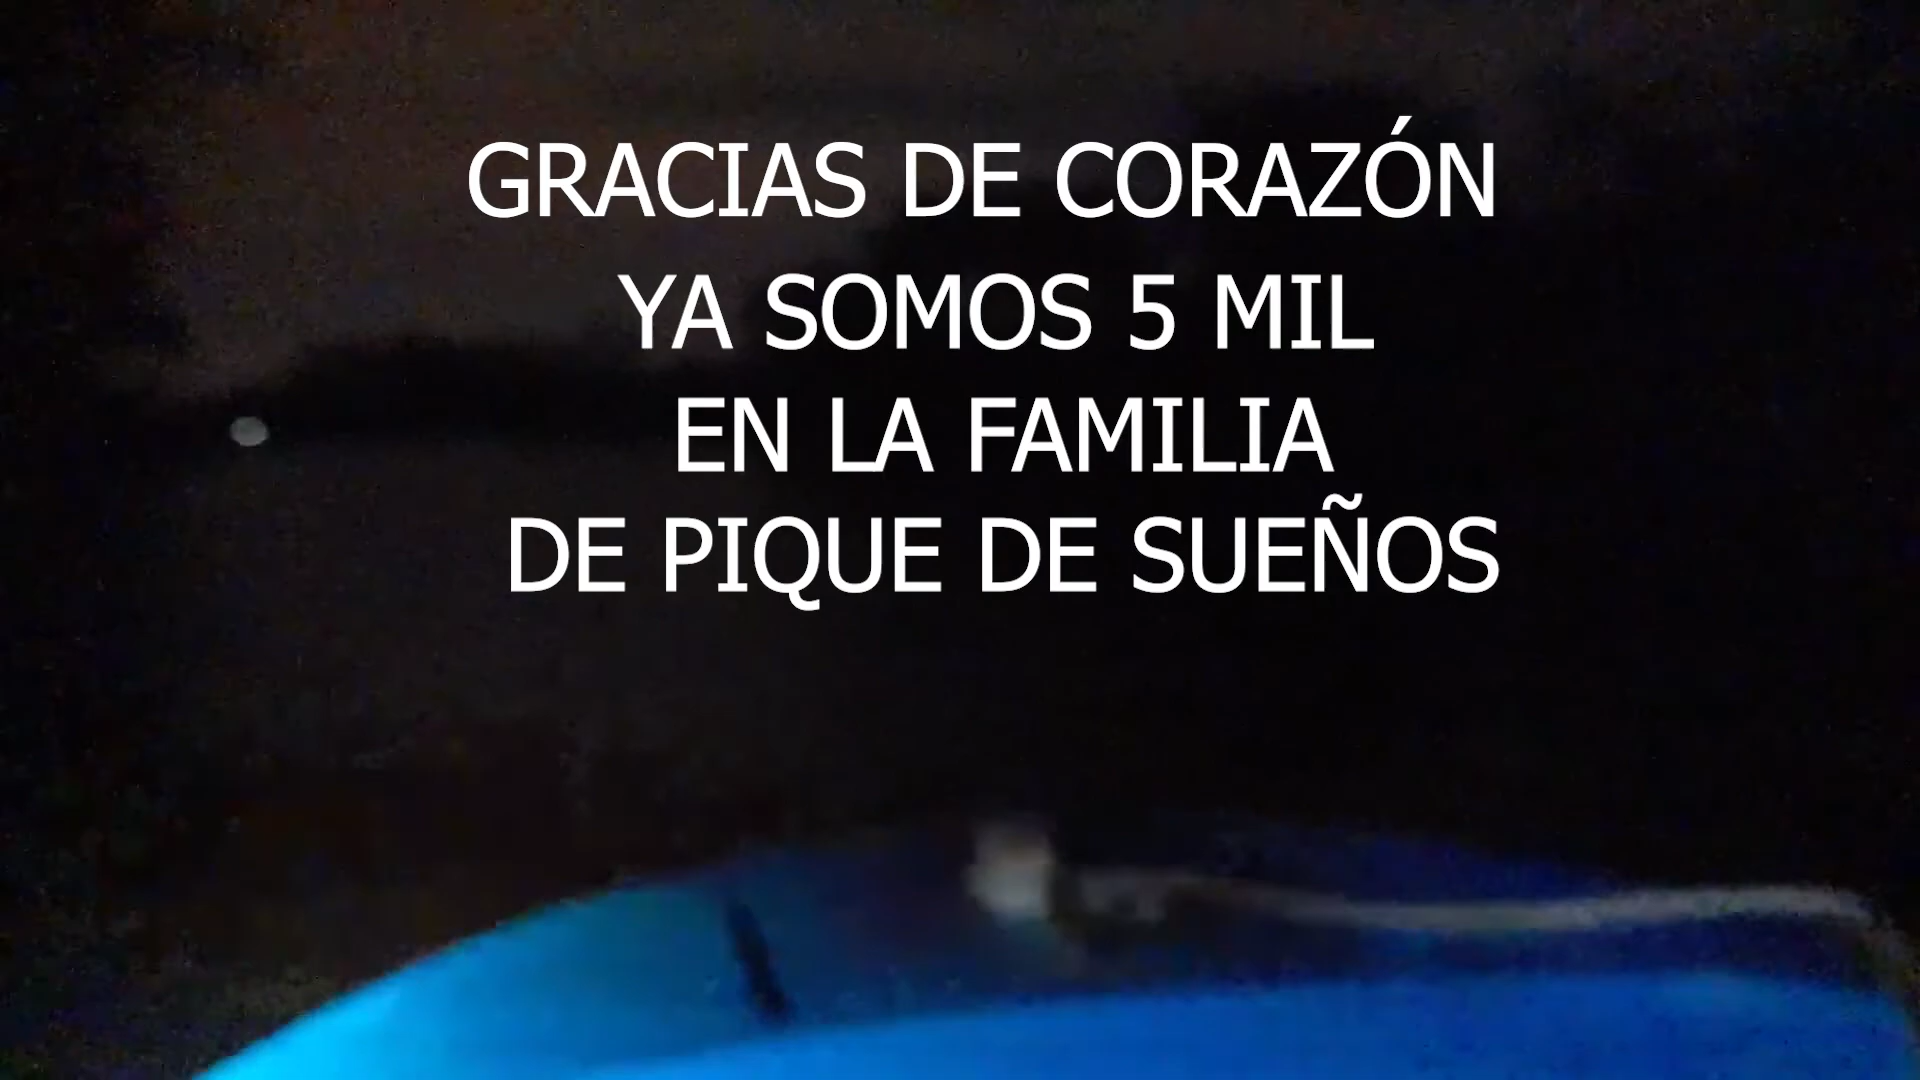 GRACIAS DE CORAZÓN
YA SOMOS 5 MIL
EN LA FAMILIA
DE PIQUE DE SUEÑOS